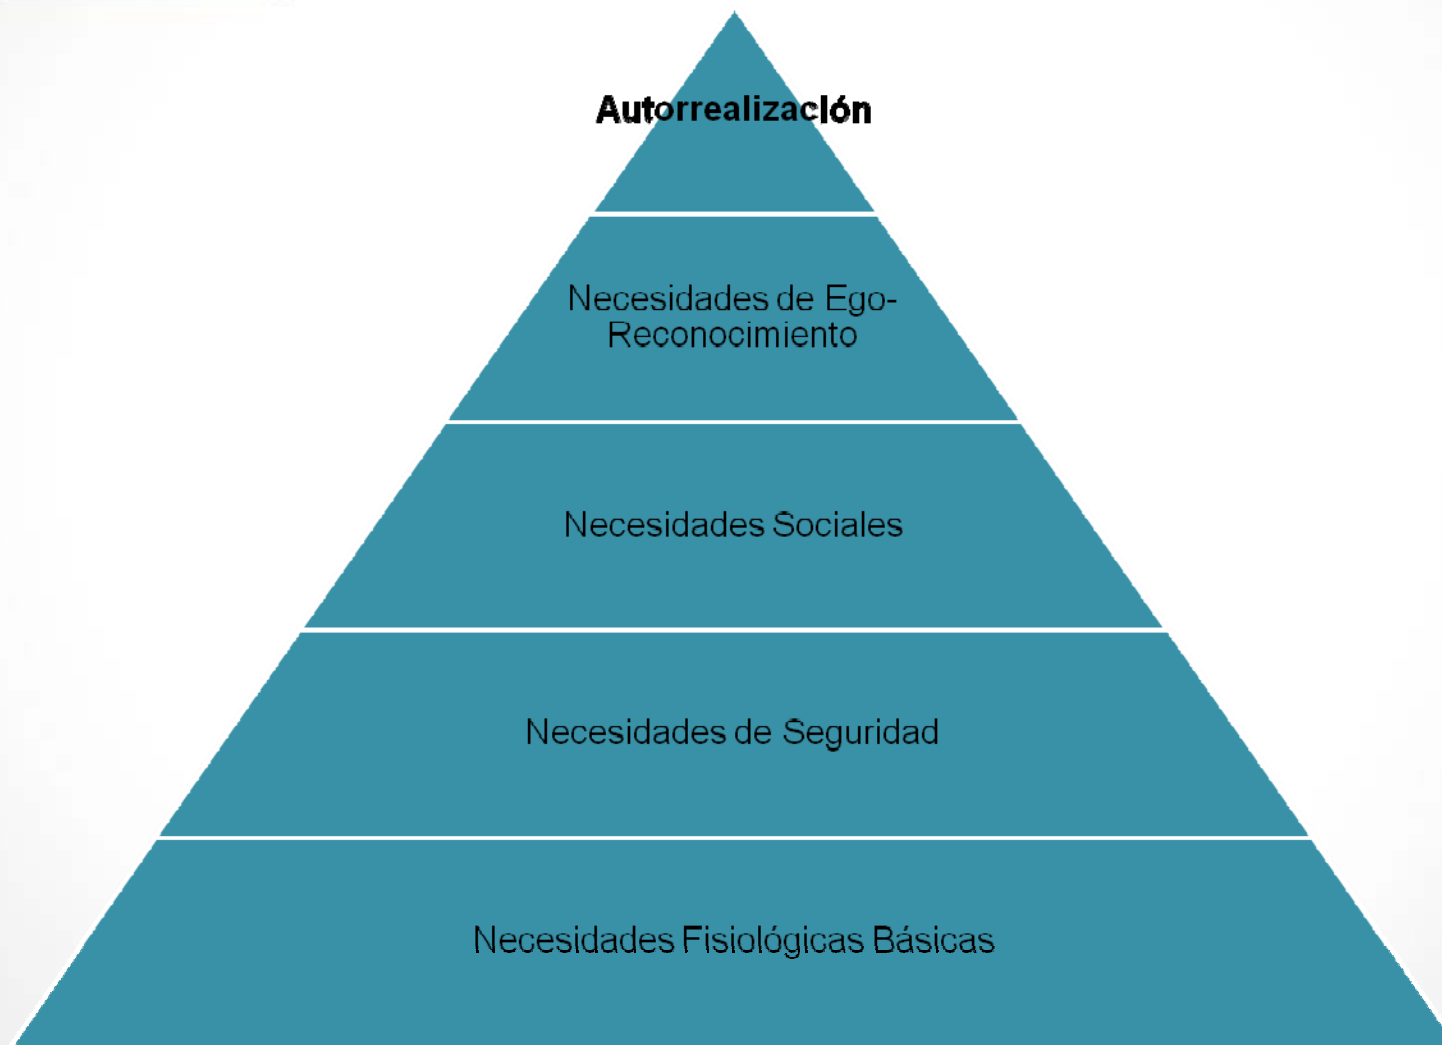 Autorrealización
Necesidades de Ego-
Reconocimiento
Necesidades Sociales
Necesidades de Seguridad
Necesidades Fisiológicas Básicas